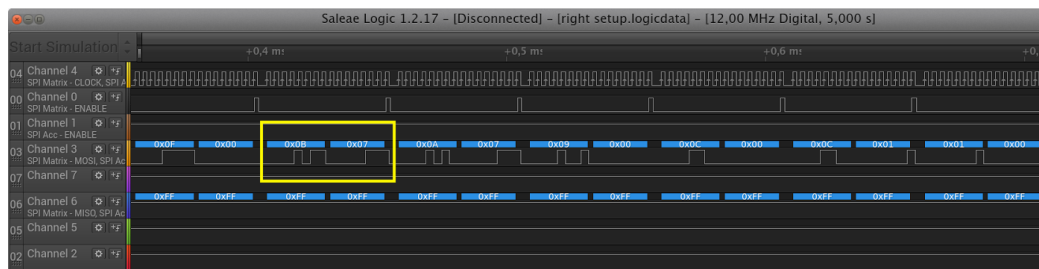 Saleae Logic 1.2.17 – [Disconnected] – [right setup.logicdata] – [12,00 MHz Digital, 5,000 s]
Start Simulation
+0,4 ms +0,5 ms +0,6 ms
04 Channel 4
SPI Matrix - CLOCK, SPI A
00 Channel 0
SPI Matrix - ENABLE
01 Channel 1
SPI Acc - ENABLE
03 Channel 3
SPI Matrix - MOSI, SPI Ac
0x0F 0x00 0x0B 0x07 0x0A 0x07 0x09 0x00 0x0C 0x00 0x0C 0x01 0x01 0x00
07 Channel 7
06 Channel 6
SPI Matrix - MISO, SPI Ac
0xFF 0xFF 0xFF 0xFF 0xFF 0xFF 0xFF 0xFF 0xFF 0xFF 0xFF 0xFF 0xFF 0xFF
05 Channel 5
02 Channel 2